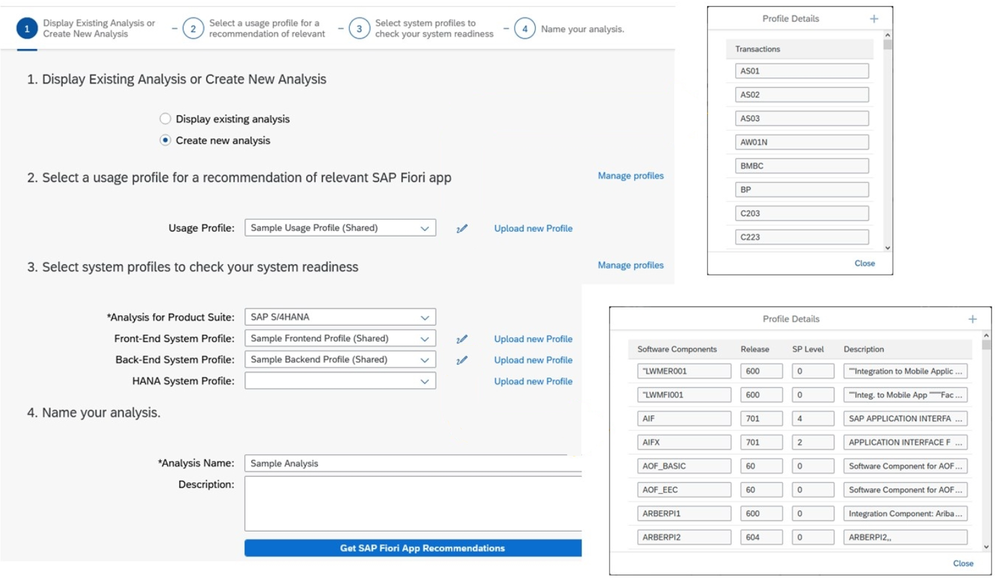 1
Display Existing Analysis or
Create New Analysis
2
Select a usage profile for a
recommendation of relevant
3
Select system profiles to
check your system readiness
4
Name your analysis.
1. Display Existing Analysis or Create New Analysis
Display existing analysis
Create new analysis
2. Select a usage profile for a recommendation of relevant SAP Fiori app
Manage profiles
Usage Profile:
Sample Usage Profile (Shared)
Upload new Profile
3. Select system profiles to check your system readiness
Manage profiles
*Analysis for Product Suite:
SAP S/4HANA
Front-End System Profile:
Sample Frontend Profile (Shared)
Upload new Profile
Back-End System Profile:
Sample Backend Profile (Shared)
Upload new Profile
HANA System Profile:
Upload new Profile
4. Name your analysis.
*Analysis Name:
Sample Analysis
Description:
Get SAP Fiori App Recommendations
Profile Details
Transactions
AS01
AS02
AS03
AW01N
BMBC
BP
C203
C223
Close
Profile Details
Software Components Release SP Level Description
"LWMER001 600 0 ""Integration to Mobile Applic ...
"LWMFI001 600 0 ""Integ. to Mobile App """"Fac ...
AIF 701 4 SAP APPLICATION INTERFA ...
AIFX 701 2 APPLICATION INTERFACE F ...
AOF_BASIC 60 0 Software Component for AOF ...
AOF_EEC 60 0 Software Component for AOF ...
ARBERPI1 600 0 Integration Component: Ariba ...
ARBERPI2 604 0 ARBERPI2,,
Close